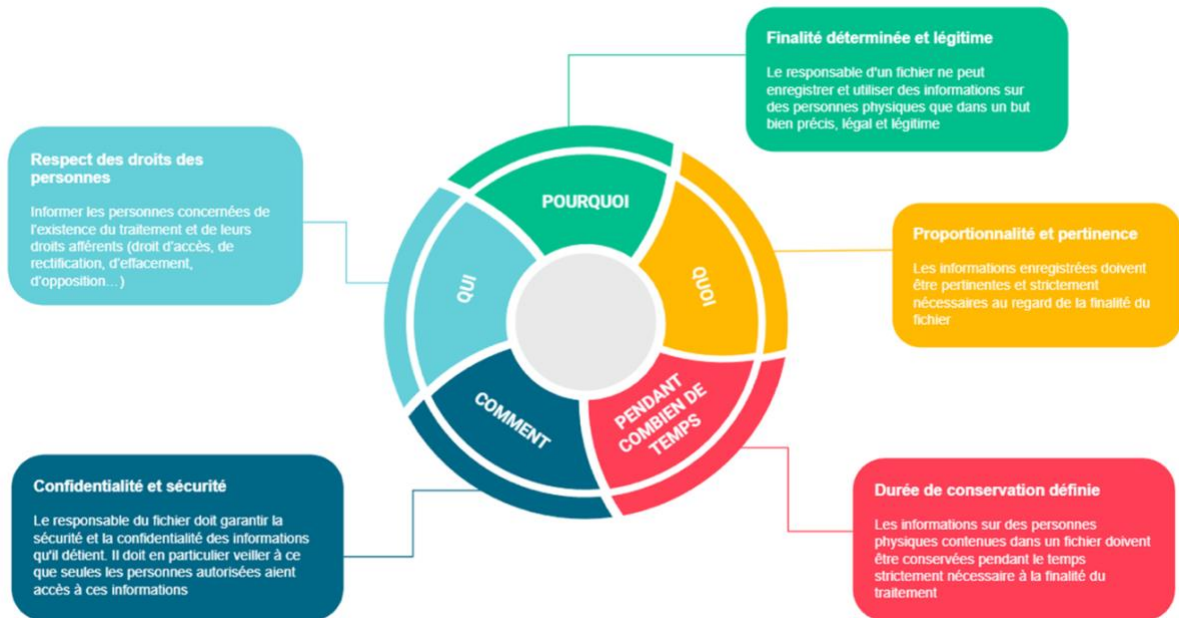 Finalité déterminée et légitime
Le responsable d'un fichier ne peut
enregistrer et utiliser des informations sur
des personnes physiques que dans un but
bien précis, légal et légitime
Respect des droits des
personnes
Informer les personnes concernées de
l'existence du traitement et de leurs
droits afférents (droit d'accès, de
rectification, d'effacement,
d'opposition…)
POURQUOI
QUOI
PENDANT
COMBIEN DE
TEMPS
COMMENT
QUI
Proportionnalité et pertinence
Les informations enregistrées doivent
être pertinentes et strictement
nécessaires au regard de la finalité du
fichier
Confidentialité et sécurité
Le responsable du fichier doit garantir la
sécurité et la confidentialité des informations
qu'il détient. Il doit en particulier veiller à ce
que seules les personnes autorisées aient
accès à ces informations
Durée de conservation définie
Les informations sur des personnes
physiques contenues dans un fichier doivent
être conservées pendant le temps
strictement nécessaire à la finalité du
traitement